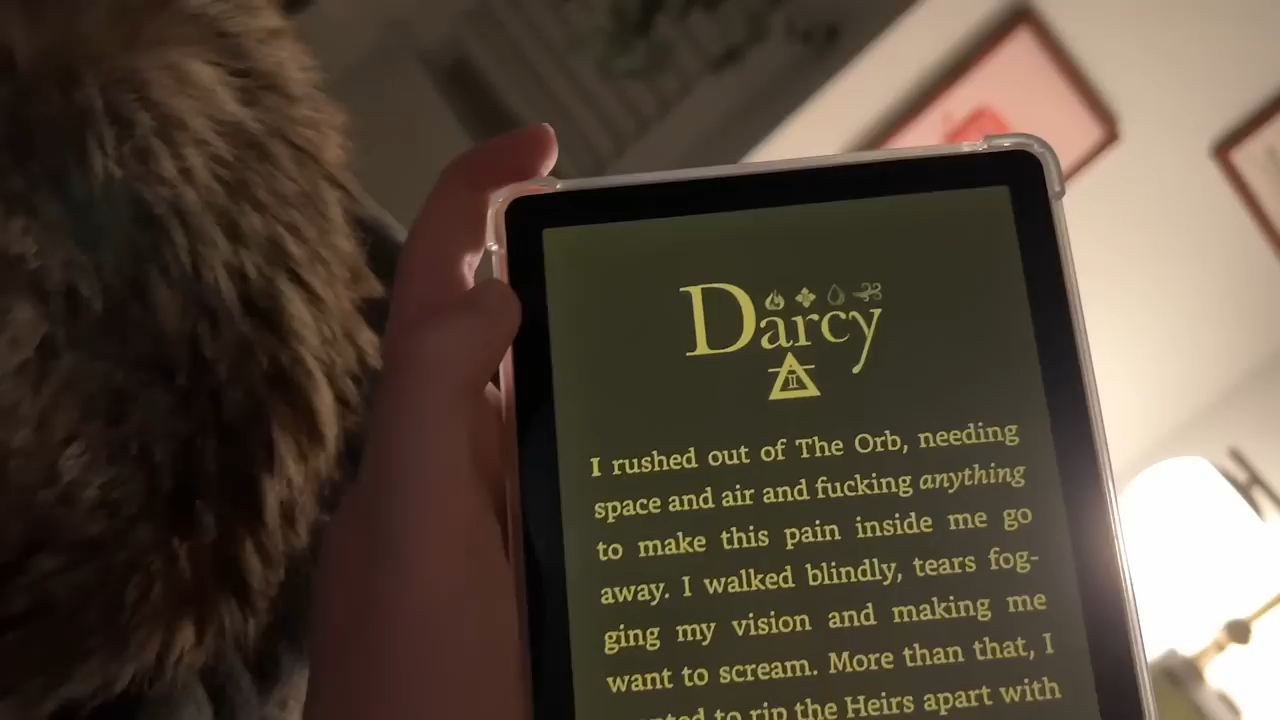 Darcy
II
I rushed out of The Orb, needing
space and air and fucking anything
to make this pain inside me go
away. I walked blindly, tears fog-
ging my vision and making me
want to scream. More than that, I
to rip the Heirs apart with